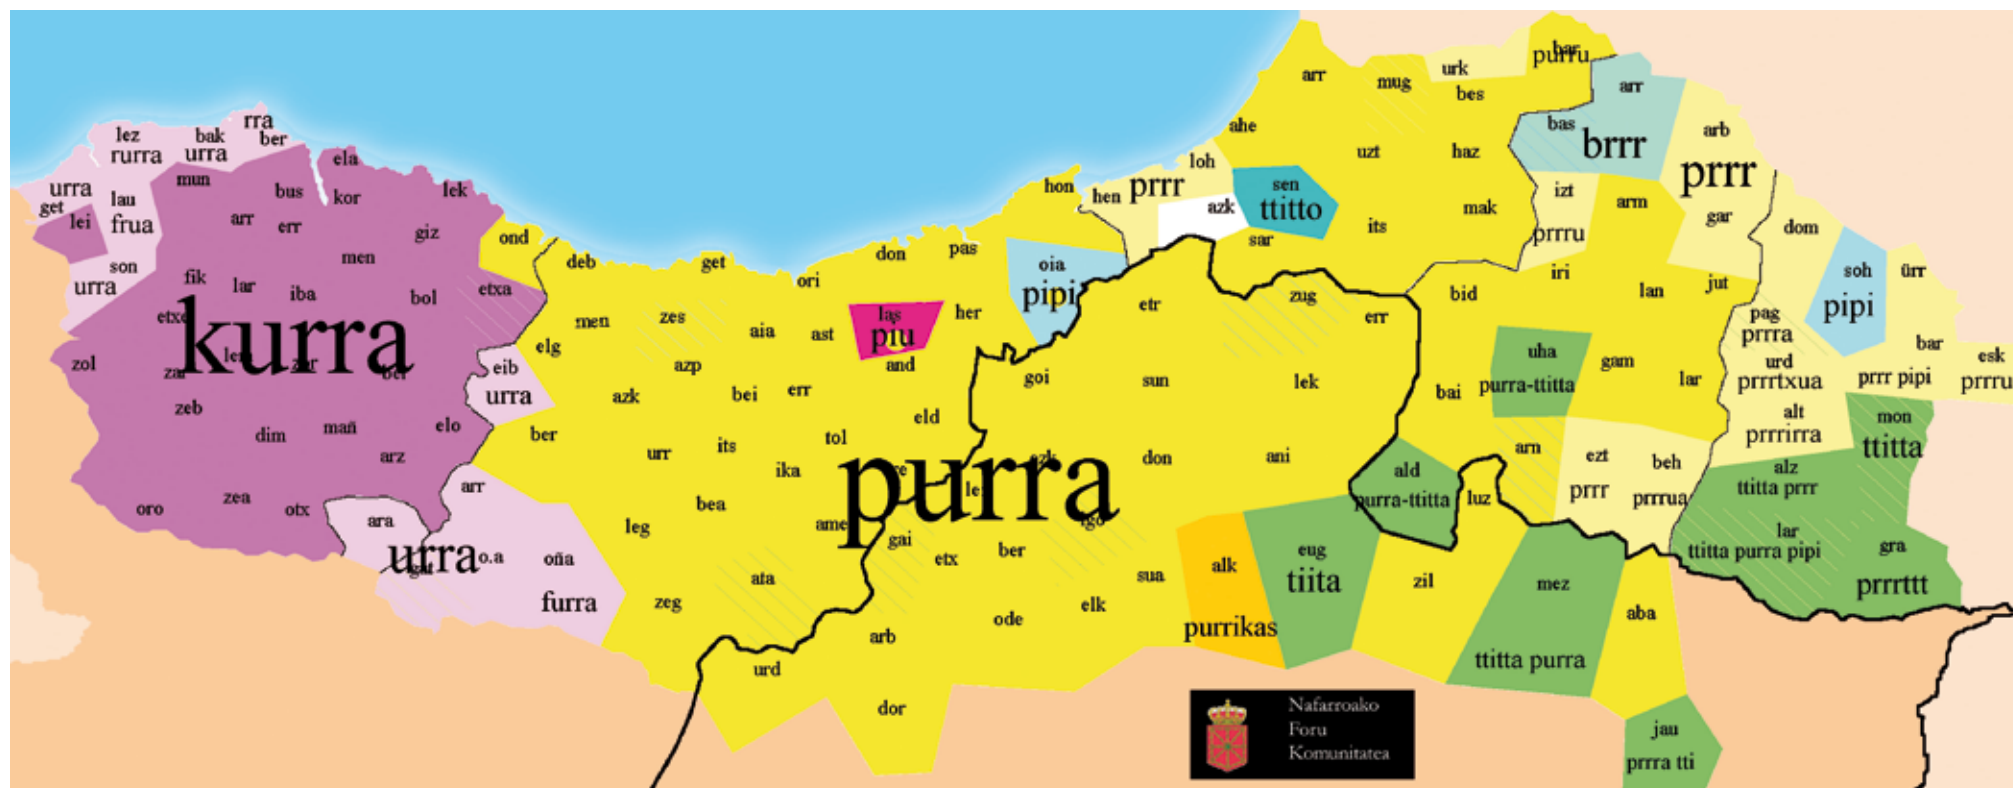 lez
rurra
bak
urra
rra
ber
urra
get
lei
lau
frua
son
urra
mun
bus
ela
kor
lek
arr
err
giz
men
fik
lar
iba
bol
etxa
ond
etxe
kurra
zol
zeb
dim
mañ
elo
arz
zea
otx
oro
eib
urra
ara
arr
urra
o.a
oña
furra
deb
get
ori
don
pas
hon
men
zes
aia
ast
las
piu
her
and
elg
azp
bei
err
azk
eld
ber
urr
its
tol
ika
bea
leg
ame
ata
zeg
purra
oia
pipi
hen
prrr
loh
azk
sen
ttitto
sar
ahe
arr
mug
urk
bes
bar
purru
uzt
haz
mak
its
arr
bas
brrr
arb
prrr
izt
prrru
arm
gar
iri
bid
lan
jut
uha
purra-ttitta
gam
lar
bai
arn
ezt
prrr
beh
prrrua
dom
soh
pipi
ürr
pag
prrra
urd
prrrtxua
alt
prrrirra
bar
prrr pipi
esk
prrru
mon
ttitta
alz
ttitta prrr
lar
ttitta purra pipi
gra
prrrttt
etr
zug
err
goi
sun
lek
azk
don
ani
gai
etx
ber
sua
elk
ode
arb
urd
dor
alk
purrikas
eug
tiita
ald
purra-ttitta
luz
zil
mez
ttitta purra
aba
jau
prrra tti
Nafarroako
Foru
Komunitatea